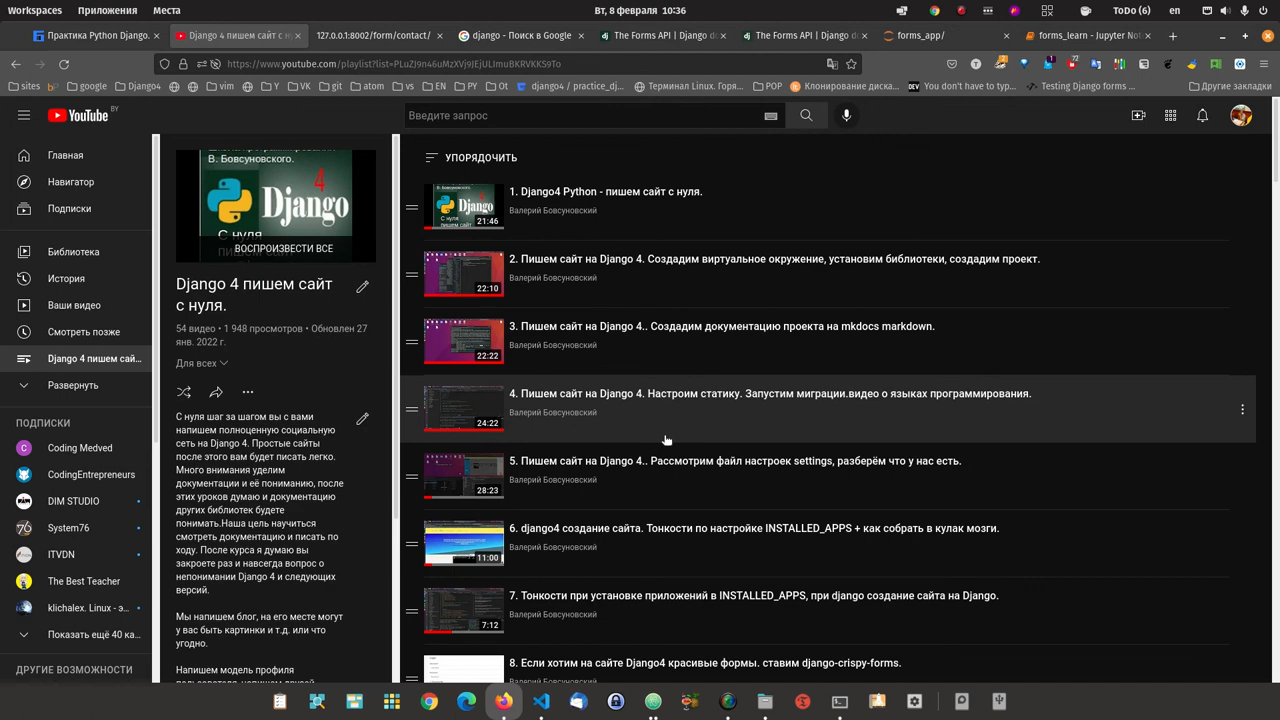 Workspaces Приложения Места Вт, 8 февраля 10:36 ToDo (6) en
Практика Python Django. Django 4 пишем сайт с н 127.0.0.1:8002/form/contact/ django - Поиск в Google The Forms API | Django do The Forms API | Django do forms_app/ forms_learn - Jupyter Not
https://www.youtube.com/playlist?list=PLuZJ9n46uMzXVj9JEjULImuBKRVKKS9To
sites google Django4 vim Y VK git atom vs EN PY Ot django4 / practice_dj... Терминал Linux. Горя... POP Клонирование диска... You don't have to typ... Testing Django forms ... Другие закладки
YouTube BY
Введите запрос
Главная
Навигатор
Подписки
Библиотека
История
Ваши видео
Смотреть позже
Django 4 пишем сай...
Развернуть
ПОДПИСКИ
Coding Medved
CodingEntrepreneurs
DIM STUDIO
System76
ITVDN
The Best Teacher
klichalex. Linux - э...
Показать ещё 40 ка...
ДРУГИЕ ВОЗМОЖНОСТИ
В. Бовсуновского.
4
Django
С нуля
ВОСПРОИЗВЕСТИ ВСЕ
Django 4 пишем сайт
с нуля.
54 видео • 1 948 просмотров • Обновлен 27
янв. 2022 г.
Для всех
С нуля шаг за шагом вы с вами
напишем полноценную социальную
сеть на Django 4. Простые сайты
после этого вам будет писать легко.
Много внимания уделим
документации и её пониманию, после
этих уроков думаю и документацию
других библиотек будете
понимать.Наша цель научиться
смотреть документацию и писать по
ходу. После курса я думаю вы
закроете раз и навсегда вопрос о
непонимании Django 4 и следующих
версий.
Мы напишем блог, на его месте могут
у вас быть картинки и т.д. или что
угодно.
Напишем модель профиля
УПОРЯДОЧИТЬ
1. Django4 Python - пишем сайт с нуля.
Валерий Бовсуновский
21:46
2. Пишем сайт на Django 4. Создадим виртуальное окружение, установим библиотеки, создадим проект.
Валерий Бовсуновский
22:10
3. Пишем сайт на Django 4.. Создадим документацию проекта на mkdocs markdown.
Валерий Бовсуновский
22:22
4. Пишем сайт на Django 4. Настроим статику. Запустим миграции.видео о языках программирования.
Валерий Бовсуновский
24:22
5. Пишем сайт на Django 4.. Рассмотрим файл настроек settings, разберём что у нас есть.
Валерий Бовсуновский
28:23
6. django4 создание сайта. Тонкости по настройке INSTALLED_APPS + как собрать в кулак мозги.
Валерий Бовсуновский
11:00
7. Тонкости при установке приложений в INSTALLED_APPS, при django создание сайта на Django.
Валерий Бовсуновский
7:12
8. Если хотим на сайте Django4 красивые формы. ставим django-crispy-forms.